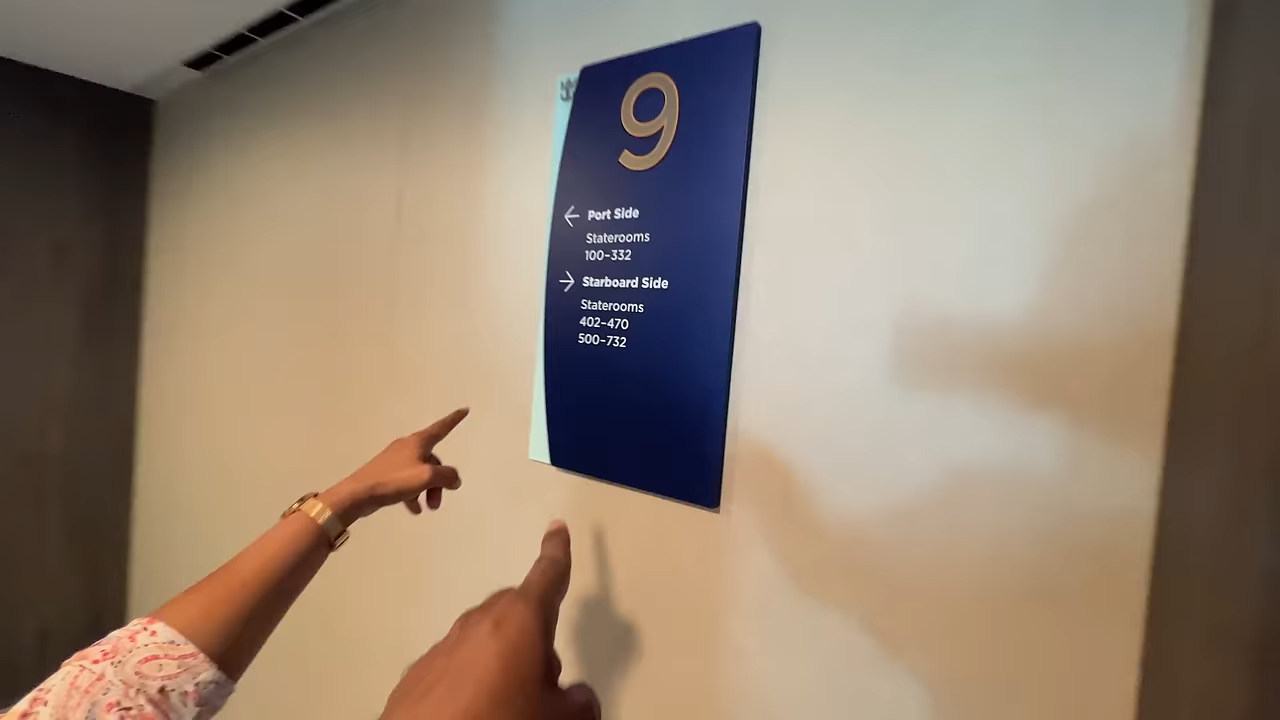 9
← Port Side
Staterooms
100–332
→ Starboard Side
Staterooms
402–470
500–732